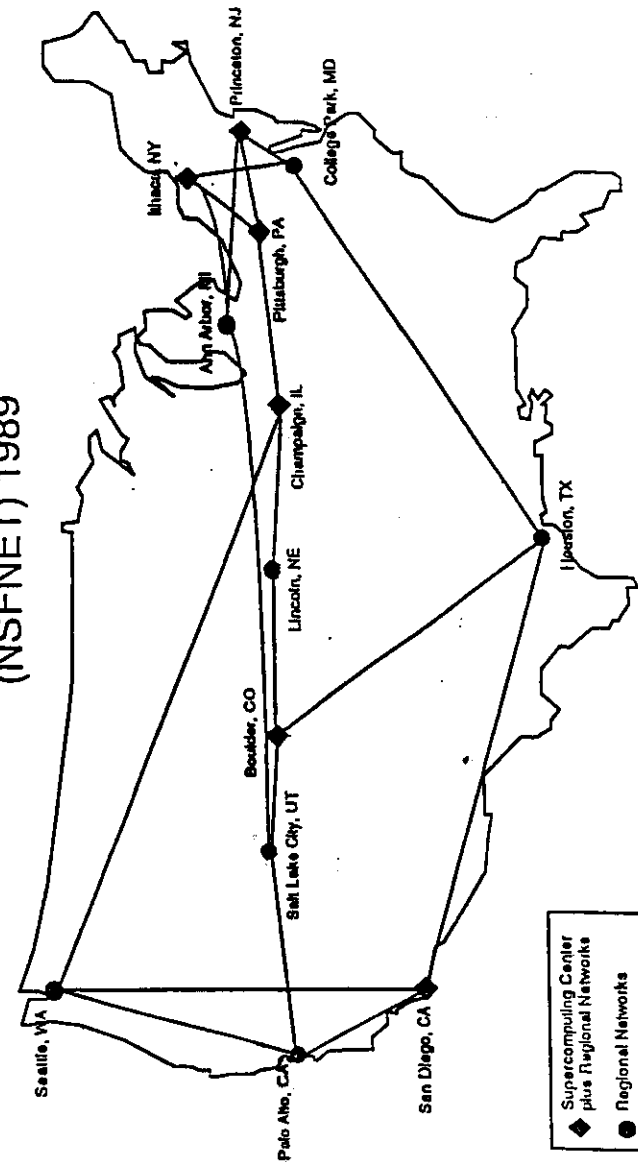 (NSFNET) 1989
Seattle, WA
Palo Alto, CA
San Diego, CA
Salt Lake City, UT
Boulder, CO
Lincoln, NE
Champaign, IL
Ann Arbor, MI
Pittsburgh, PA
Ithaca, NY
Princeton, NJ
College Park, MD
Houston, TX
Supercomputing Center
plus Regional Networks
Regional Networks